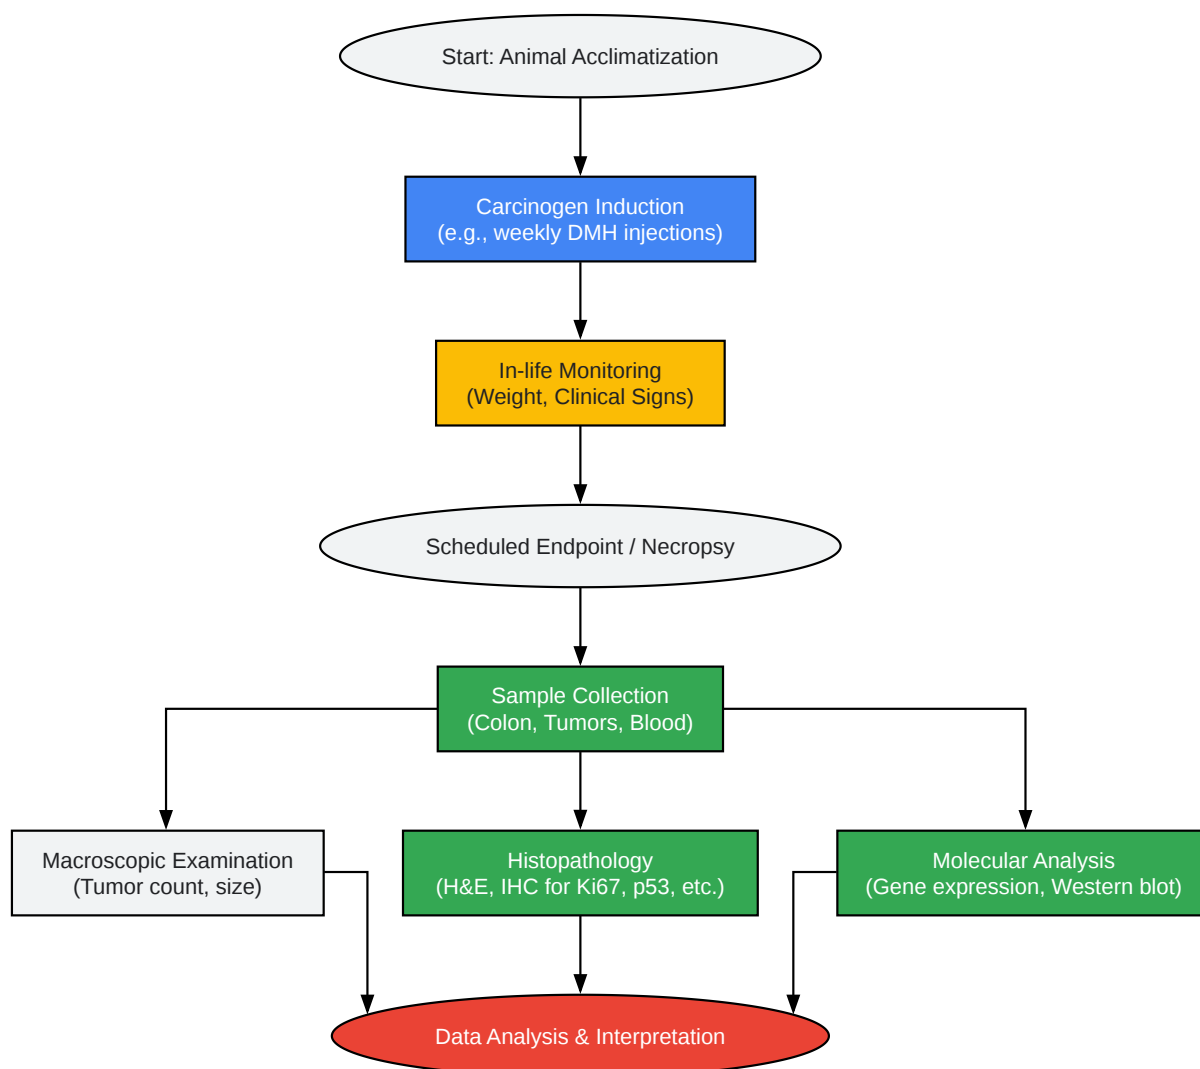 Start: Animal Acclimatization
Carcinogen Induction
(e.g., weekly DMH injections)
In-life Monitoring
(Weight, Clinical Signs)
Scheduled Endpoint / Necropsy
Sample Collection
(Colon, Tumors, Blood)
Macroscopic Examination
(Tumor count, size)
Histopathology
(H&E, IHC for Ki67, p53, etc.)
Molecular Analysis
(Gene expression, Western blot)
Data Analysis & Interpretation